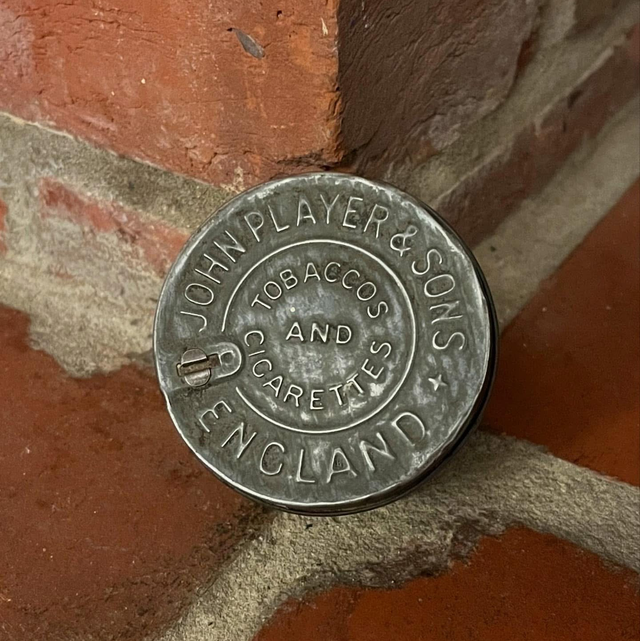 JOHN PLAYER & SONS
TOBACCOS
AND
CIGARETTES
ENGLAND